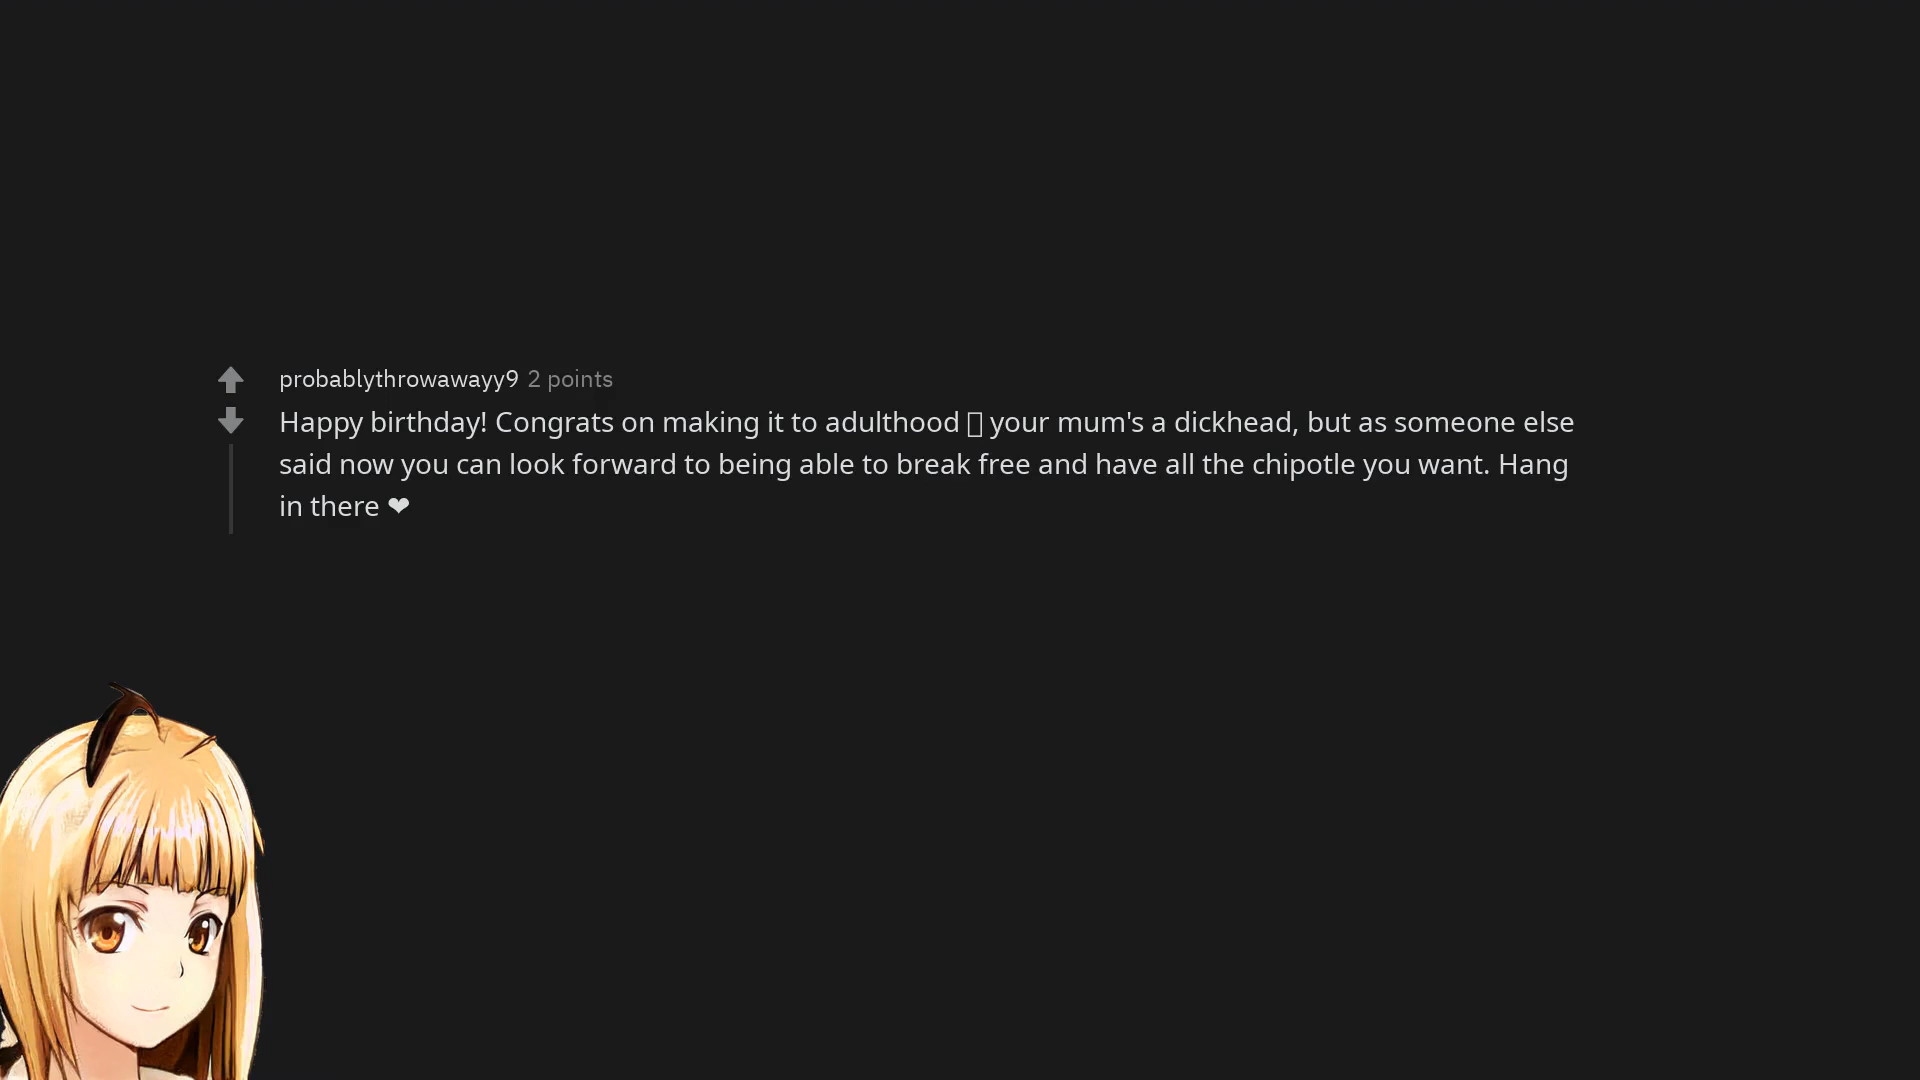 probablythrowawayy9 2 points
Happy birthday! Congrats on making it to adulthood ▯ your mum's a dickhead, but as someone else
said now you can look forward to being able to break free and have all the chipotle you want. Hang
in there ❤